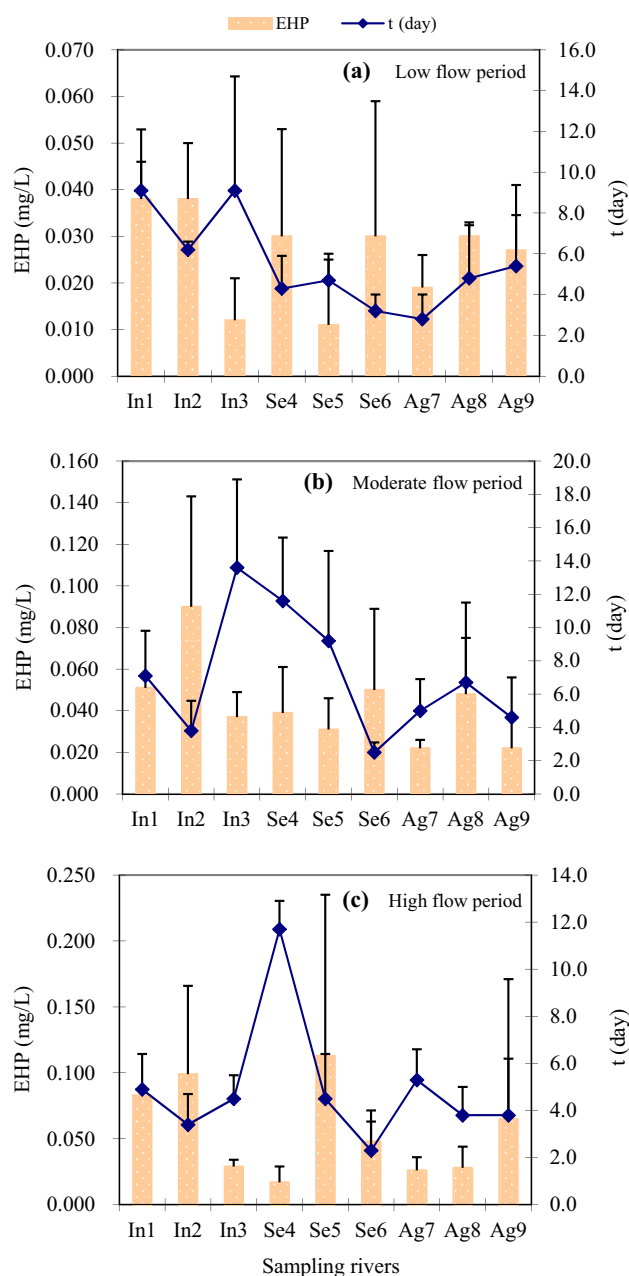 EHP t (day)
(a) Low flow period
0.070 16.0
0.060 14.0
0.050 12.0
0.040 10.0
0.030 8.0
0.020 6.0
0.010 4.0
0.000 2.0
0.0
EHP (mg/L)
t (day)
In1 In2 In3 Se4 Se5 Se6 Ag7 Ag8 Ag9
(b) Moderate flow period
0.160 20.0
0.140 18.0
0.120 16.0
0.100 14.0
0.080 12.0
0.060 10.0
0.040 8.0
0.020 6.0
0.000 4.0
2.0
0.0
EHP (mg/L)
t (day)
In1 In2 In3 Se4 Se5 Se6 Ag7 Ag8 Ag9
(c) High flow period
0.250 14.0
0.200 12.0
0.150 10.0
0.100 8.0
0.050 6.0
0.000 4.0
2.0
0.0
EHP (mg/L)
t (day)
In1 In2 In3 Se4 Se5 Se6 Ag7 Ag8 Ag9
Sampling rivers